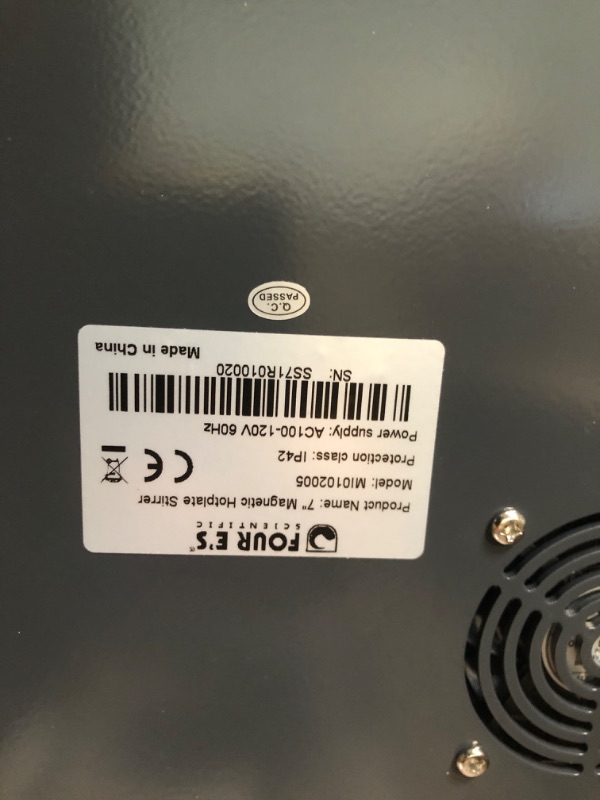 FOUR E'S®
SCIENTIFIC
Product Name: 7" Magnetic Hotplate Stirrer
Model: MI0102005
Protection class: IP42
CE
Power supply: AC100-120V 60Hz
SN: SS71R010020
Made in China
Q.C.
PASSED